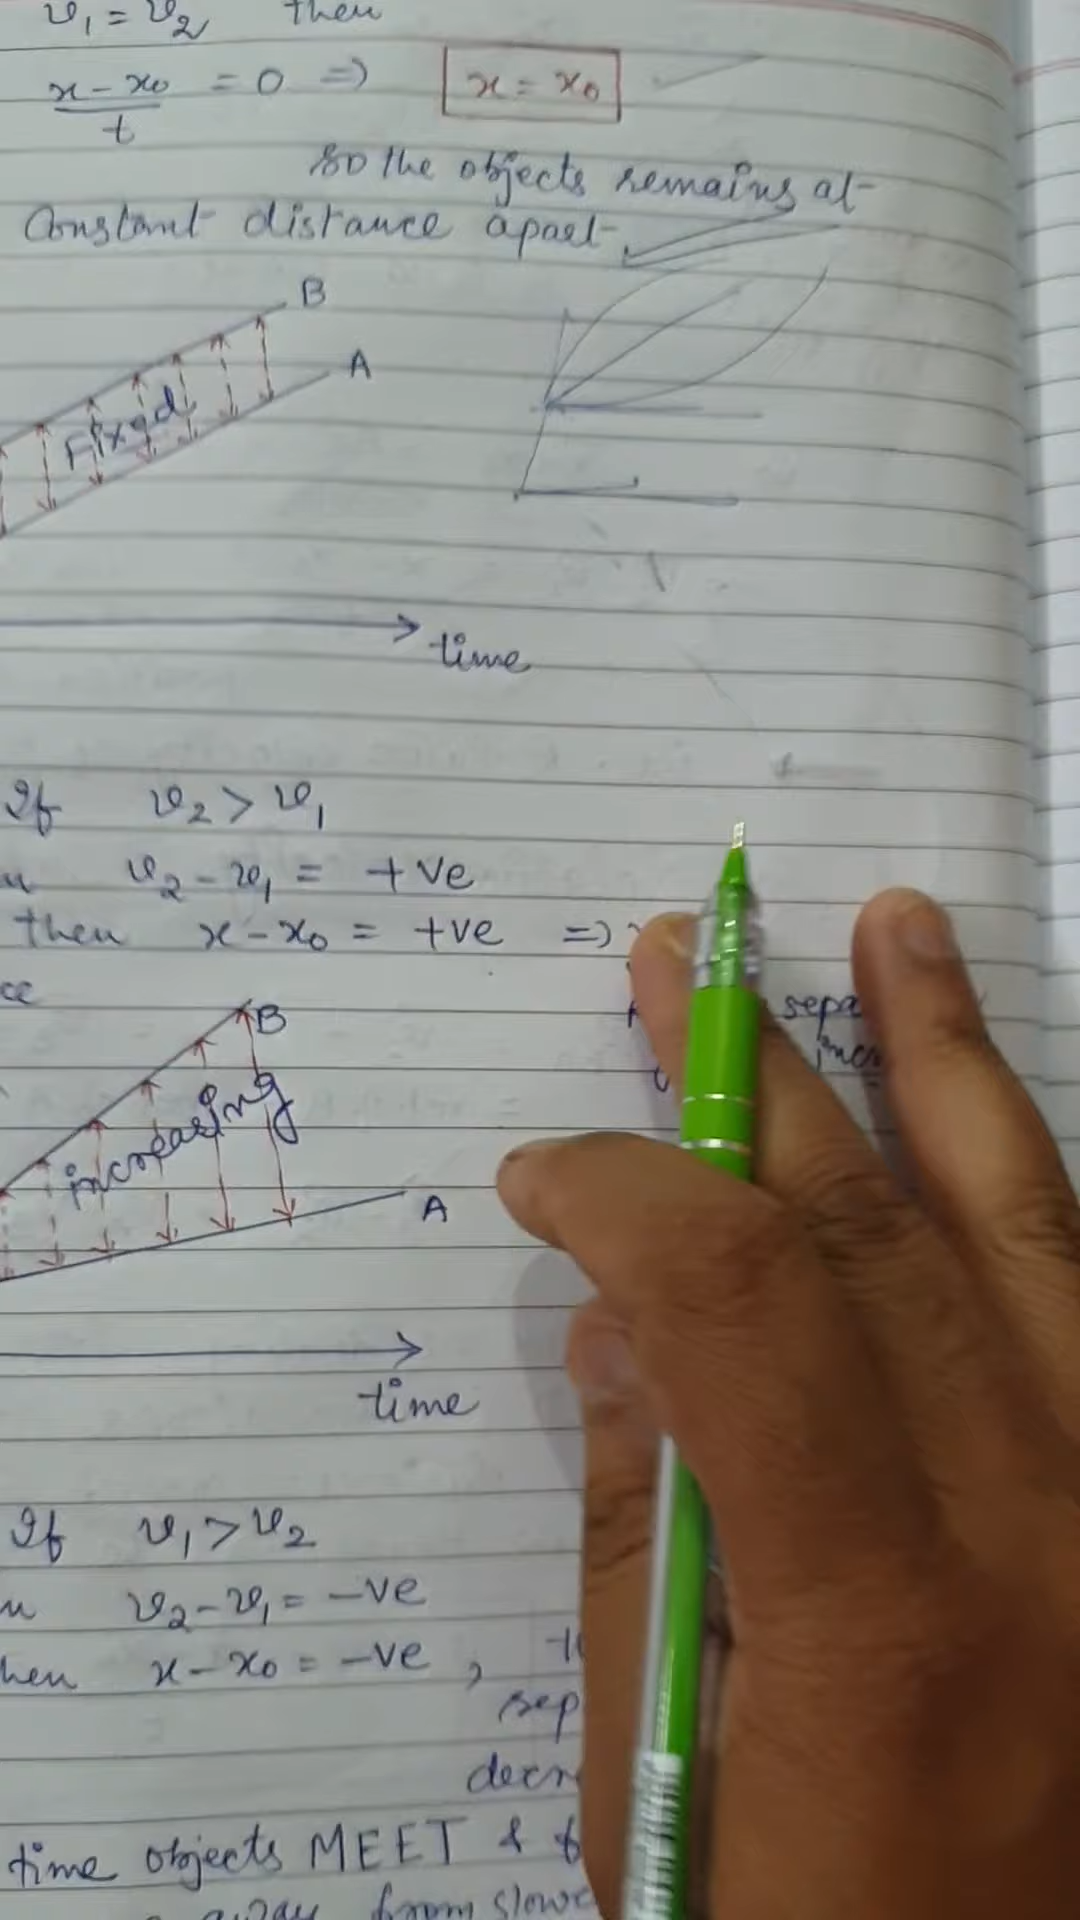 v₁ = v₂ then
x - x₀ / t = 0 => x = x₀
so the objects remains at
Constant distance apart
B
A
Fixed
time
If v₂ > v₁
v₂ - v₁ = +ve
then x - x₀ = +ve =>
B
increasing
A
time
If v₁ > v₂
v₂ - v₁ = -ve
x - x₀ = -ve ,
time objects MEET &
away from